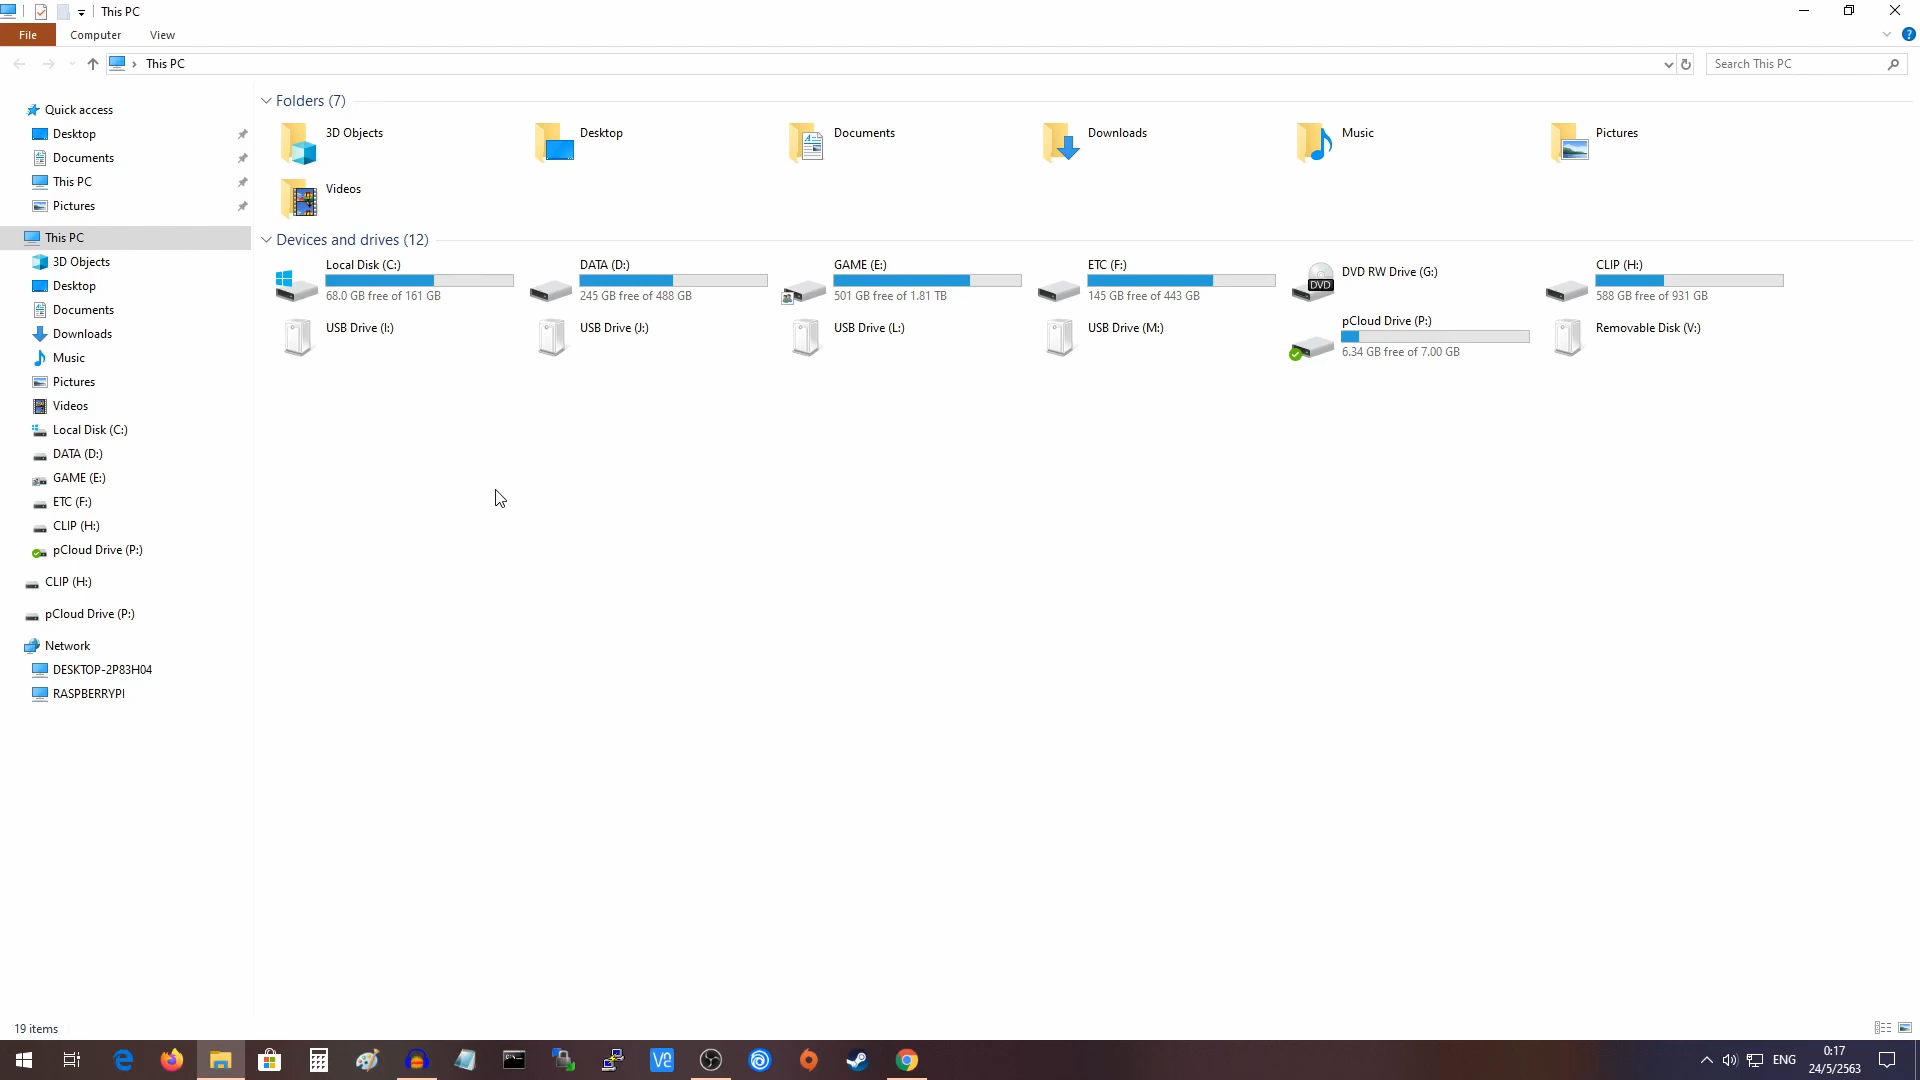 This PC
File
Computer
View
This PC
Search This PC
Quick access
Desktop
Documents
This PC
Pictures
This PC
3D Objects
Desktop
Documents
Downloads
Music
Pictures
Videos
Local Disk (C:)
DATA (D:)
GAME (E:)
ETC (F:)
CLIP (H:)
pCloud Drive (P:)
CLIP (H:)
pCloud Drive (P:)
Network
DESKTOP-2P83H04
RASPBERRYPI
Folders (7)
3D Objects
Desktop
Documents
Downloads
Music
Pictures
Videos
Devices and drives (12)
Local Disk (C:)
68.0 GB free of 161 GB
DATA (D:)
245 GB free of 488 GB
GAME (E:)
501 GB free of 1.81 TB
ETC (F:)
145 GB free of 443 GB
DVD
DVD RW Drive (G:)
CLIP (H:)
588 GB free of 931 GB
USB Drive (I:)
USB Drive (J:)
USB Drive (L:)
USB Drive (M:)
pCloud Drive (P:)
6.34 GB free of 7.00 GB
Removable Disk (V:)
19 items
ENG
0:17
24/5/2563